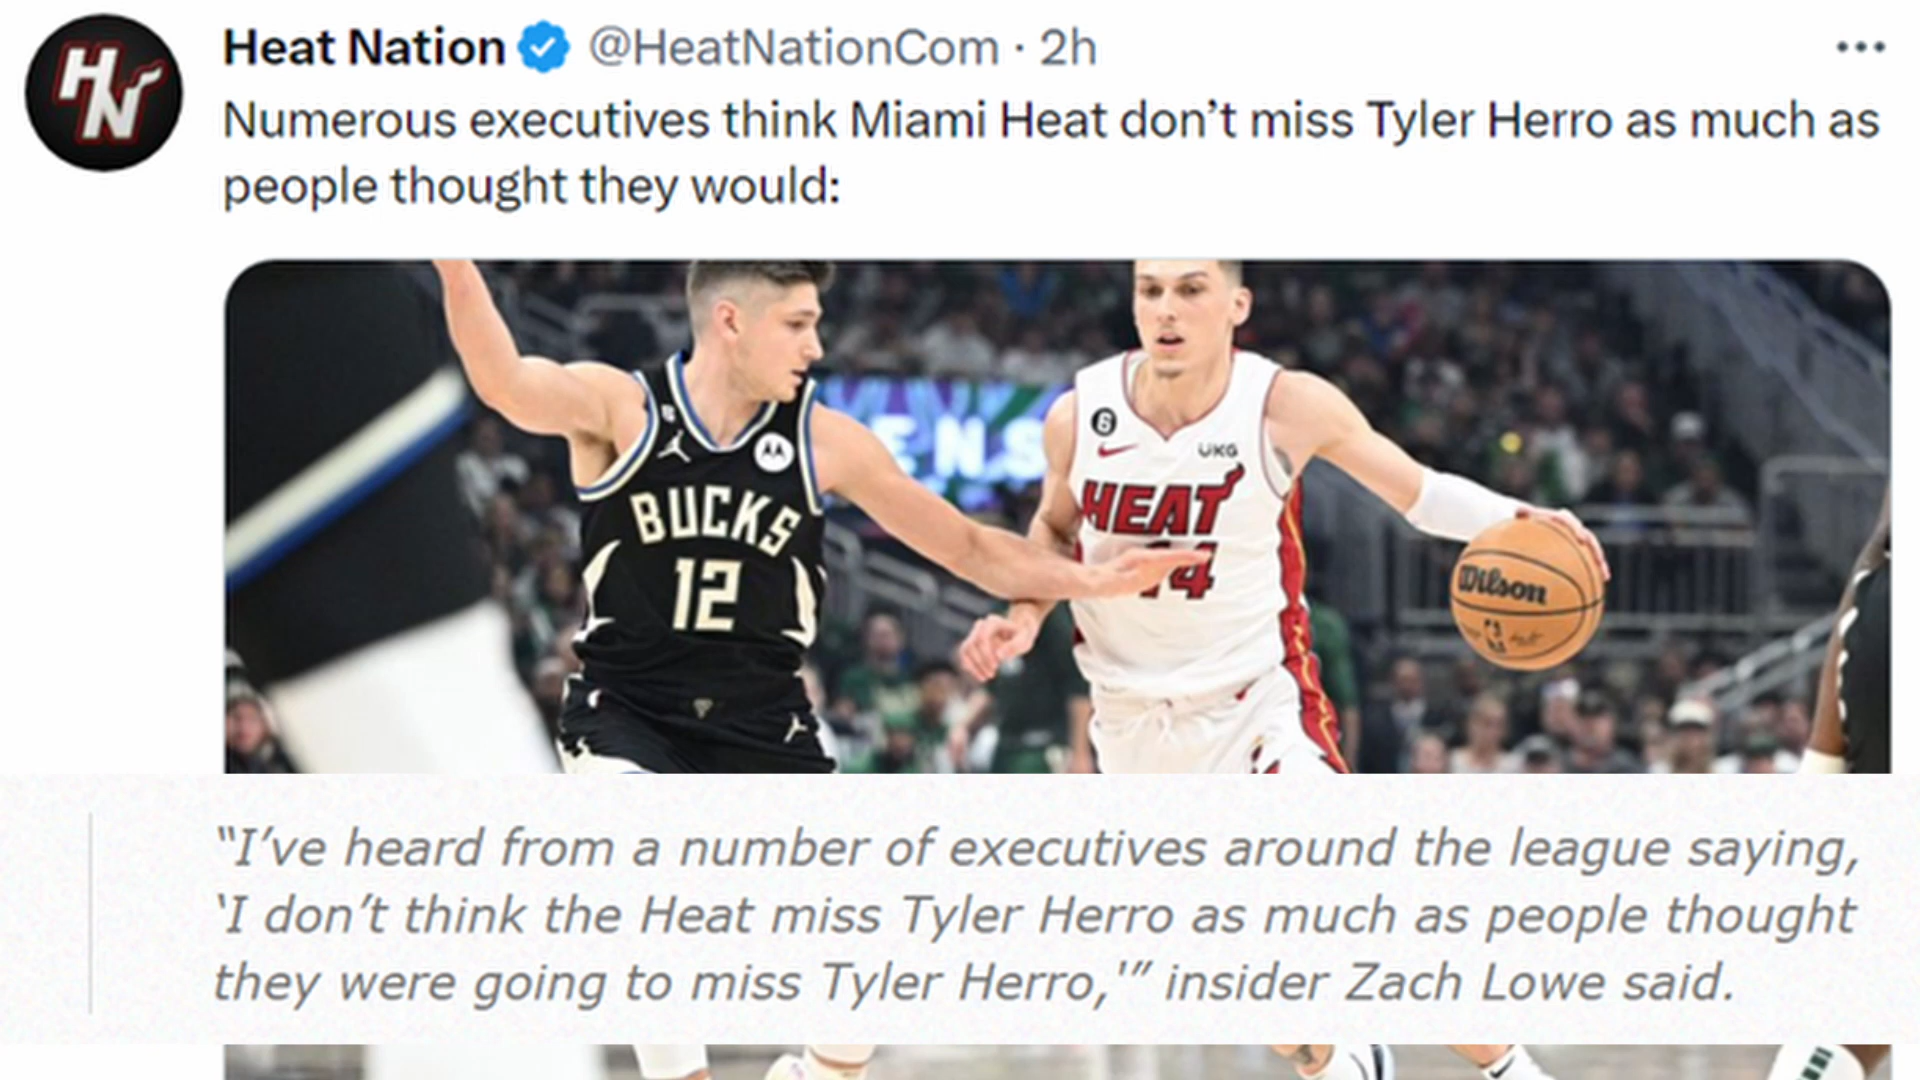 HN
Heat Nation @HeatNationCom · 2h
Numerous executives think Miami Heat don’t miss Tyler Herro as much as
people thought they would:
ENS
6
UKG
BUCKS
12
HEAT
14
Wilson
“I’ve heard from a number of executives around the league saying,
‘I don’t think the Heat miss Tyler Herro as much as people thought
they were going to miss Tyler Herro,'” insider Zach Lowe said.